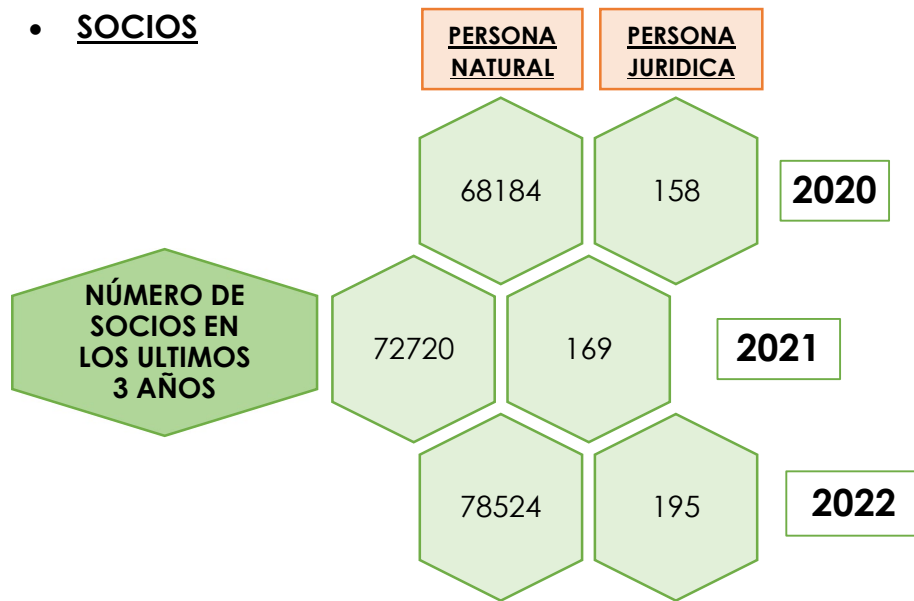 • SOCIOS
PERSONA
NATURAL
PERSONA
JURIDICA
68184
158
2020
NÚMERO DE
SOCIOS EN
LOS ULTIMOS
3 AÑOS
72720
169
2021
78524
195
2022